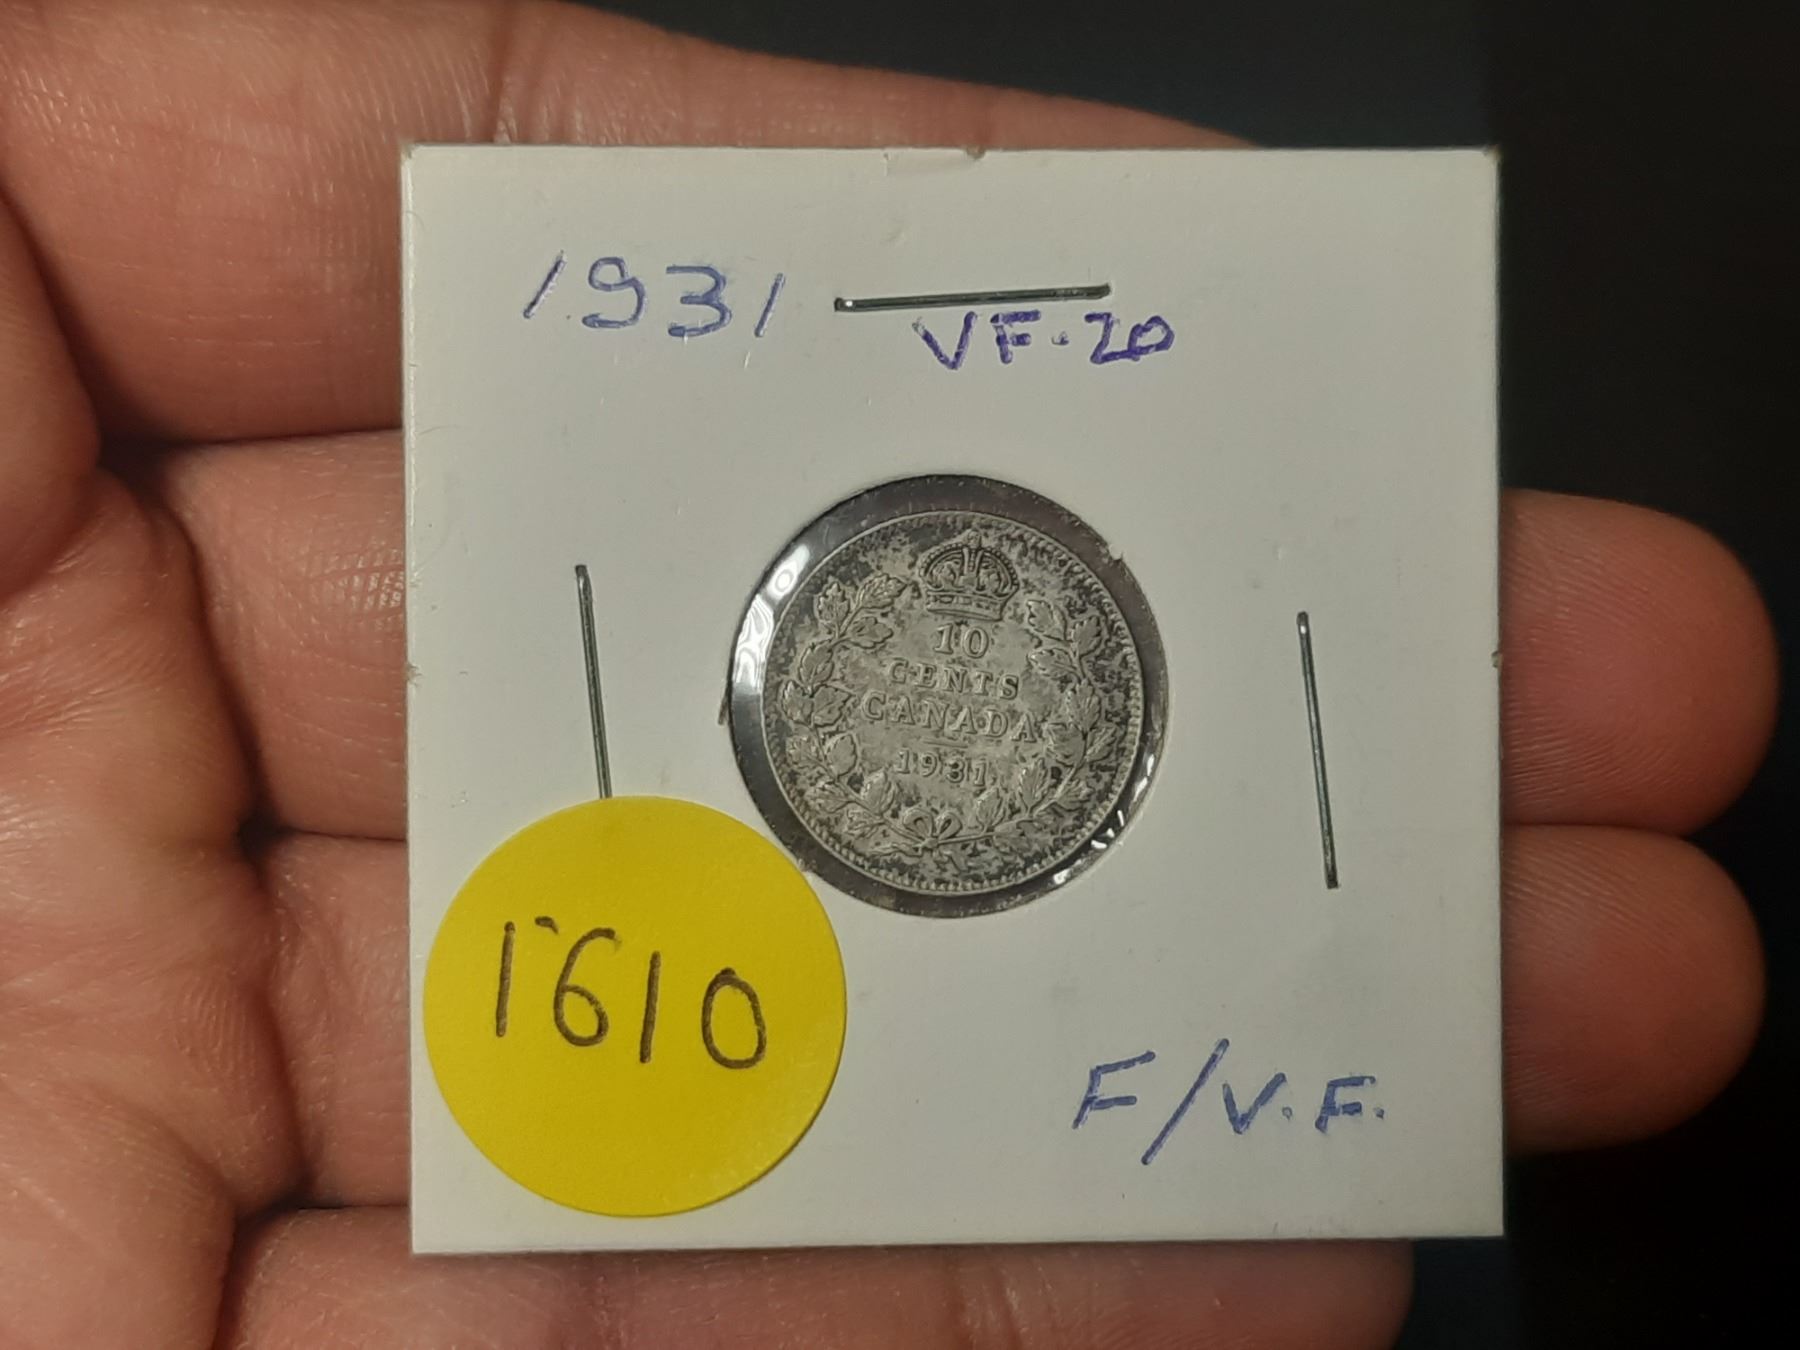 1931
VF·20
10
CENTS
CANADA
1931
1610
F/V.F.